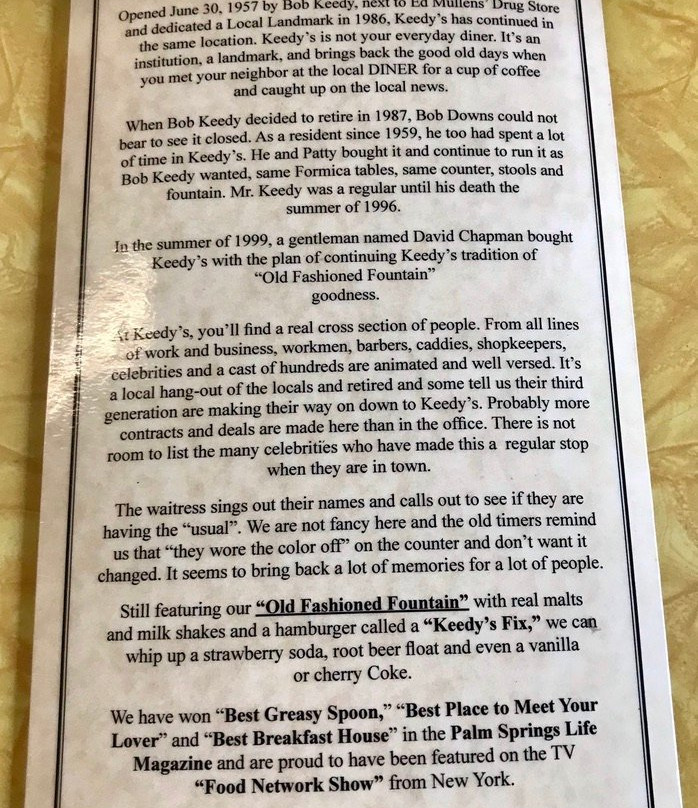 Opened June 30, 1957 by Bob Keedy, next to Ed Mullens' Drug Store
and dedicated a Local Landmark in 1986, Keedy's has continued in
the same location. Keedy's is not your everyday diner. It's an
institution, a landmark, and brings back the good old days when
you met your neighbor at the local DINER for a cup of coffee
and caught up on the local news.
When Bob Keedy decided to retire in 1987, Bob Downs could not
bear to see it closed. As a resident since 1959, he too had spent a lot
of time in Keedy's. He and Patty bought it and continue to run it as
Bob Keedy wanted, same Formica tables, same counter, stools and
fountain. Mr. Keedy was a regular until his death the
summer of 1996.
In the summer of 1999, a gentleman named David Chapman bought
Keedy's with the plan of continuing Keedy's tradition of
“Old Fashioned Fountain”
goodness.
At Keedy's, you'll find a real cross section of people. From all lines
of work and business, workmen, barbers, caddies, shopkeepers,
celebrities and a cast of hundreds are animated and well versed. It's
a local hang-out of the locals and retired and some tell us their third
generation are making their way on down to Keedy's. Probably more
contracts and deals are made here than in the office. There is not
room to list the many celebrities who have made this a regular stop
when they are in town.
The waitress sings out their names and calls out to see if they are
having the “usual”. We are not fancy here and the old timers remind
us that “they wore the color off” on the counter and don't want it
changed. It seems to bring back a lot of memories for a lot of people.
Still featuring our “Old Fashioned Fountain” with real malts
and milk shakes and a hamburger called a “Keedy's Fix,” we can
whip up a strawberry soda, root beer float and even a vanilla
or cherry Coke.
We have won “Best Greasy Spoon,” “Best Place to Meet Your
Lover” and “Best Breakfast House” in the Palm Springs Life
Magazine and are proud to have been featured on the TV
“Food Network Show” from New York.